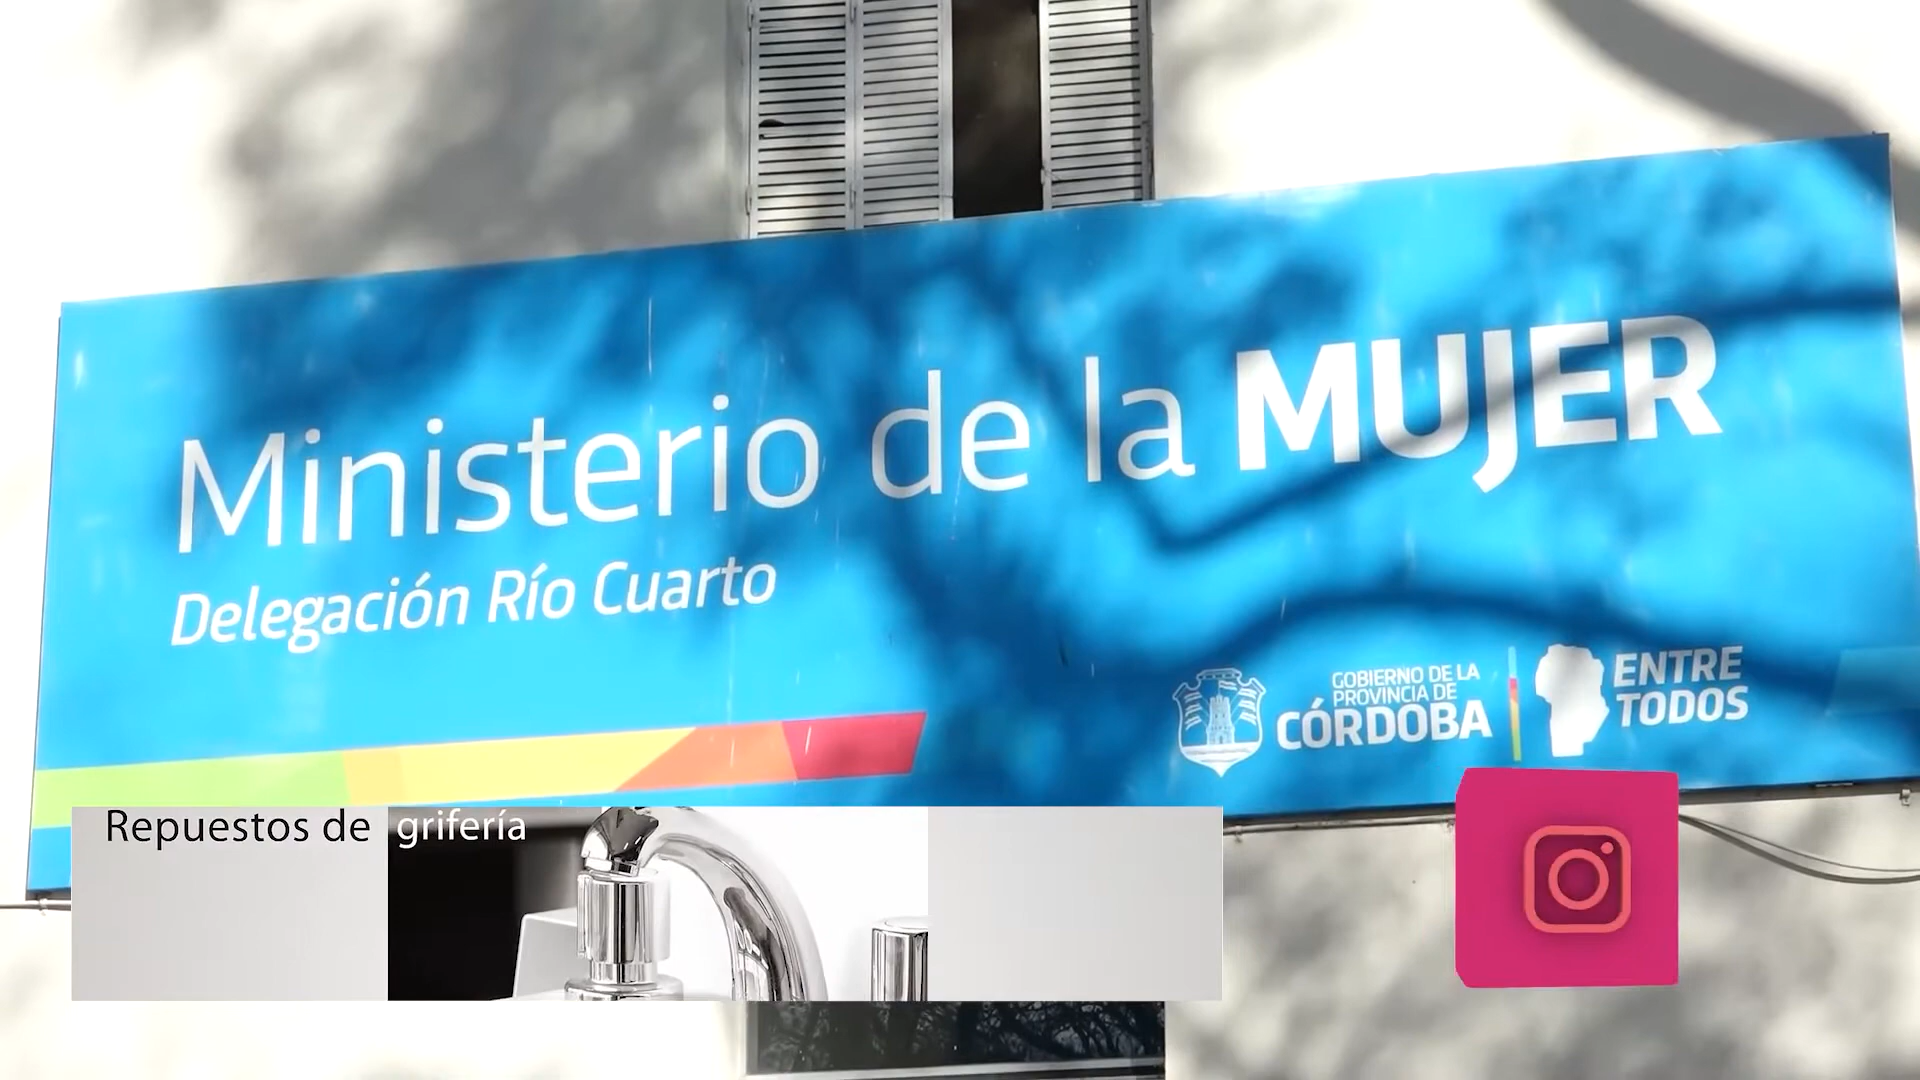 Ministerio de la MUJER
Delegación Río Cuarto
GOBIERNO DE LA
PROVINCIA DE
CÓRDOBA
ENTRE
TODOS
Repuestos de grifería